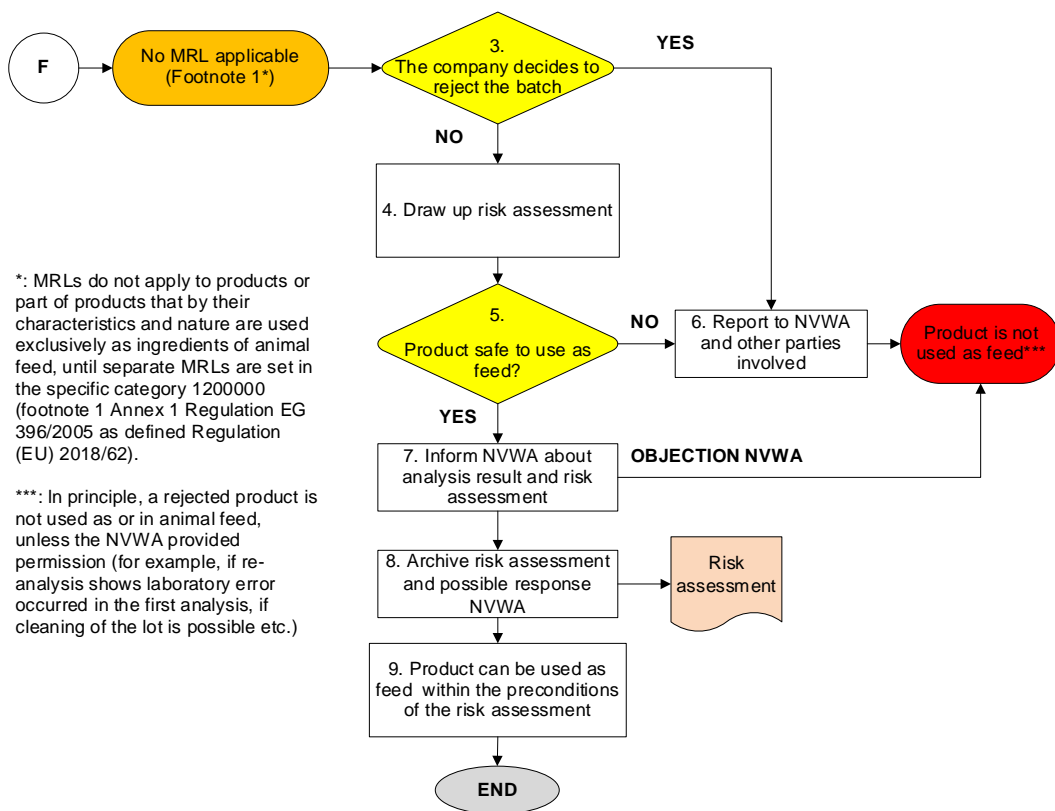 F
No MRL applicable
(Footnote 1*)
3.
The company decides to
reject the batch
YES
NO
4. Draw up risk assessment
*: MRLs do not apply to products or
part of products that by their
characteristics and nature are used
exclusively as ingredients of animal
feed, until separate MRLs are set in
the specific category 1200000
(footnote 1 Annex 1 Regulation EG
396/2005 as defined Regulation
(EU) 2018/62).
5.
Product safe to use as
feed?
NO
6. Report to NVWA
and other parties
involved
Product is not
used as feed***
YES
7. Inform NVWA about
analysis result and risk
assessment
OBJECTION NVWA
***: In principle, a rejected product is
not used as or in animal feed,
unless the NVWA provided
permission (for example, if re-
analysis shows laboratory error
occurred in the first analysis, if
cleaning of the lot is possible etc.)
8. Archive risk assessment
and possible response
NVWA
Risk
assessment
9. Product can be used as
feed within the preconditions
of the risk assessment
END